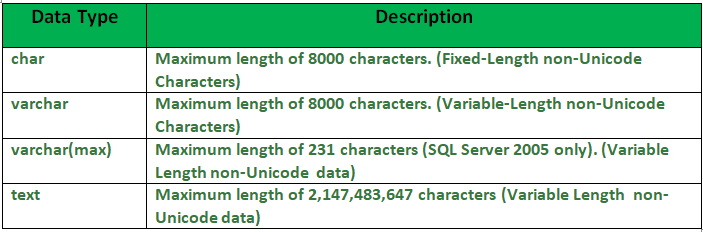 Data Type Description
char Maximum length of 8000 characters. (Fixed-Length non-Unicode
Characters)
varchar Maximum length of 8000 characters. (Variable-Length non-Unicode
Characters)
varchar(max) Maximum length of 231 characters (SQL Server 2005 only). (Variable
Length non-Unicode data)
text Maximum length of 2,147,483,647 characters (Variable Length non-
Unicode data)